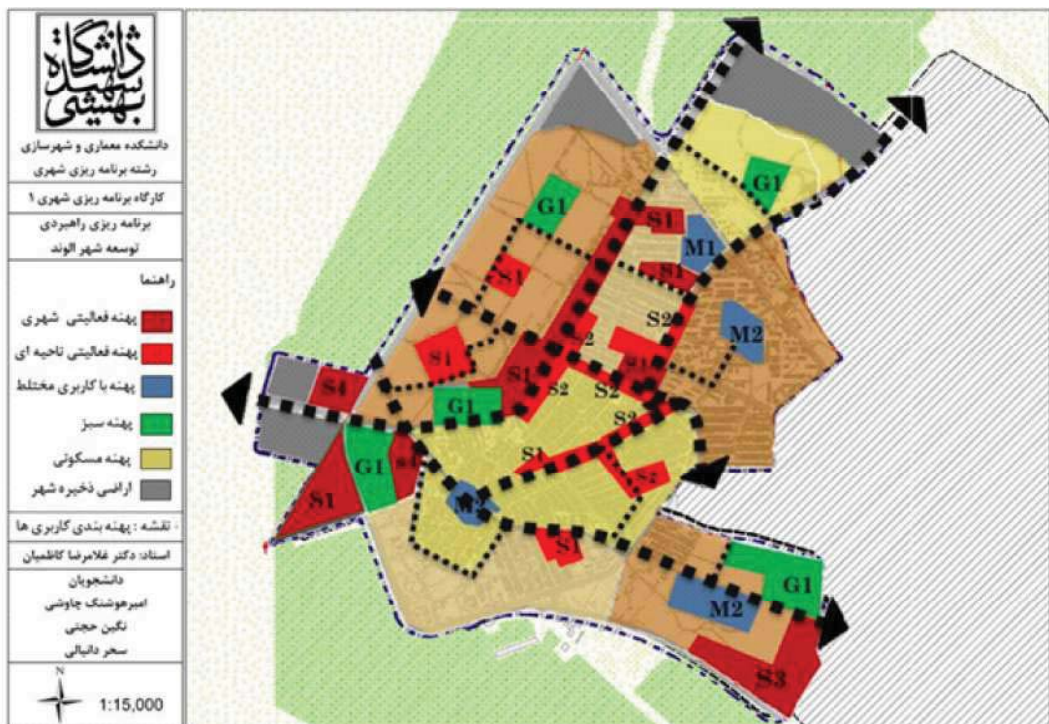 دانشگاه
شهید
بهشتی
دانشکده معماری و شهرسازی
رشته برنامه ریزی شهری
کارگاه برنامه ریزی شهری ۱
برنامه ریزی راهبردی
توسعه شهر الوند
راهنما
پهنه فعالیتی شهری
پهنه فعالیتی ناحیه ای
پهنه با کاربری مختلط
پهنه سبز
پهنه مسکونی
اراضی ذخیره شهر
نقشه : پهنه بندی کاربری ها
استاد: دکتر غلامرضا کاظمیان
دانشجویان
امیرهوشنگ چاوشی
نگین حجتی
سحر دانیالی
N
1:15,000
G1
G1
S1
M1
S1
S1
S2
M2
S2
S1
S1
S1
S2
S2
S4
G1
S2
G1
S1
S1
S1
G1
M2
S3